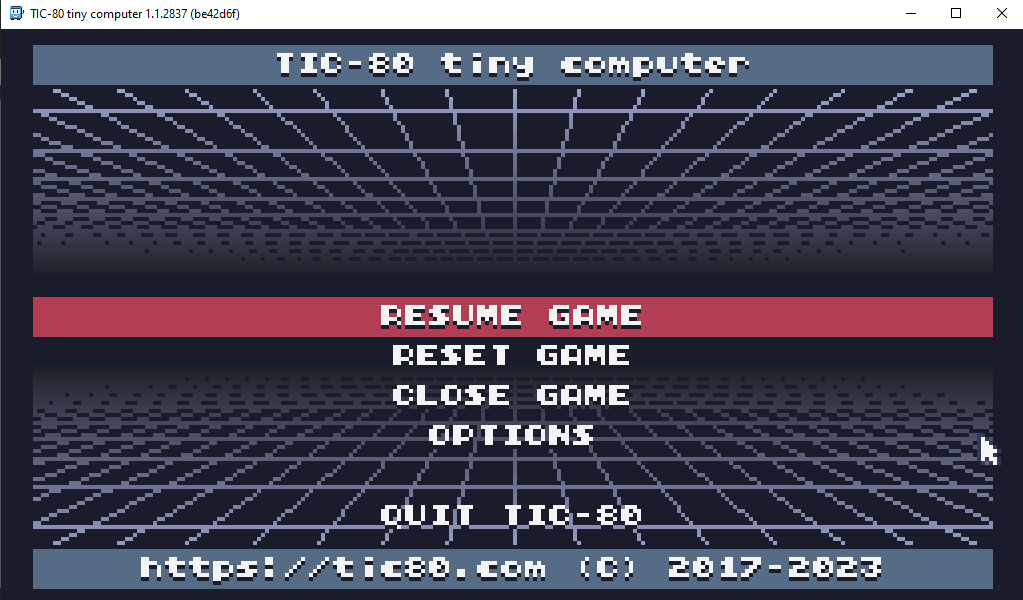 TIC-80 tiny computer 1.1.2837 (be42d6f)
TIC-80 tiny computer
RESUME GAME
RESET GAME
CLOSE GAME
OPTIONS
QUIT TIC-80
https://tic80.com (C) 2017-2023